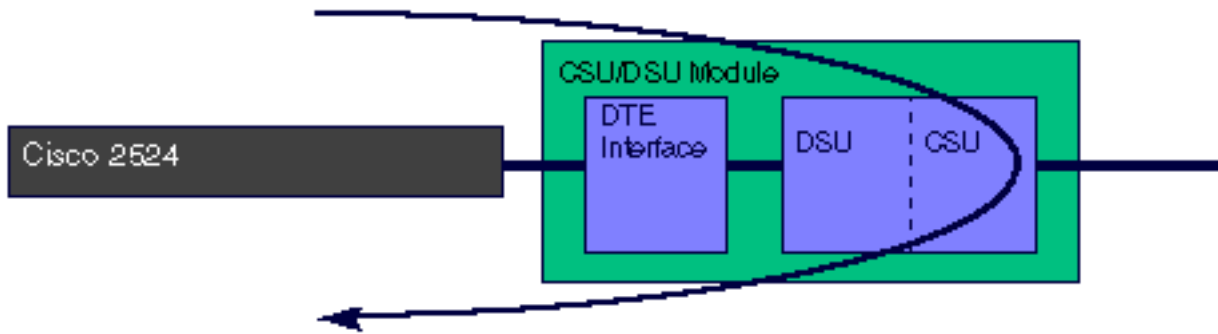 CSU/DSU Module
DTE
Interface
DSU
CSU
Cisco 2524